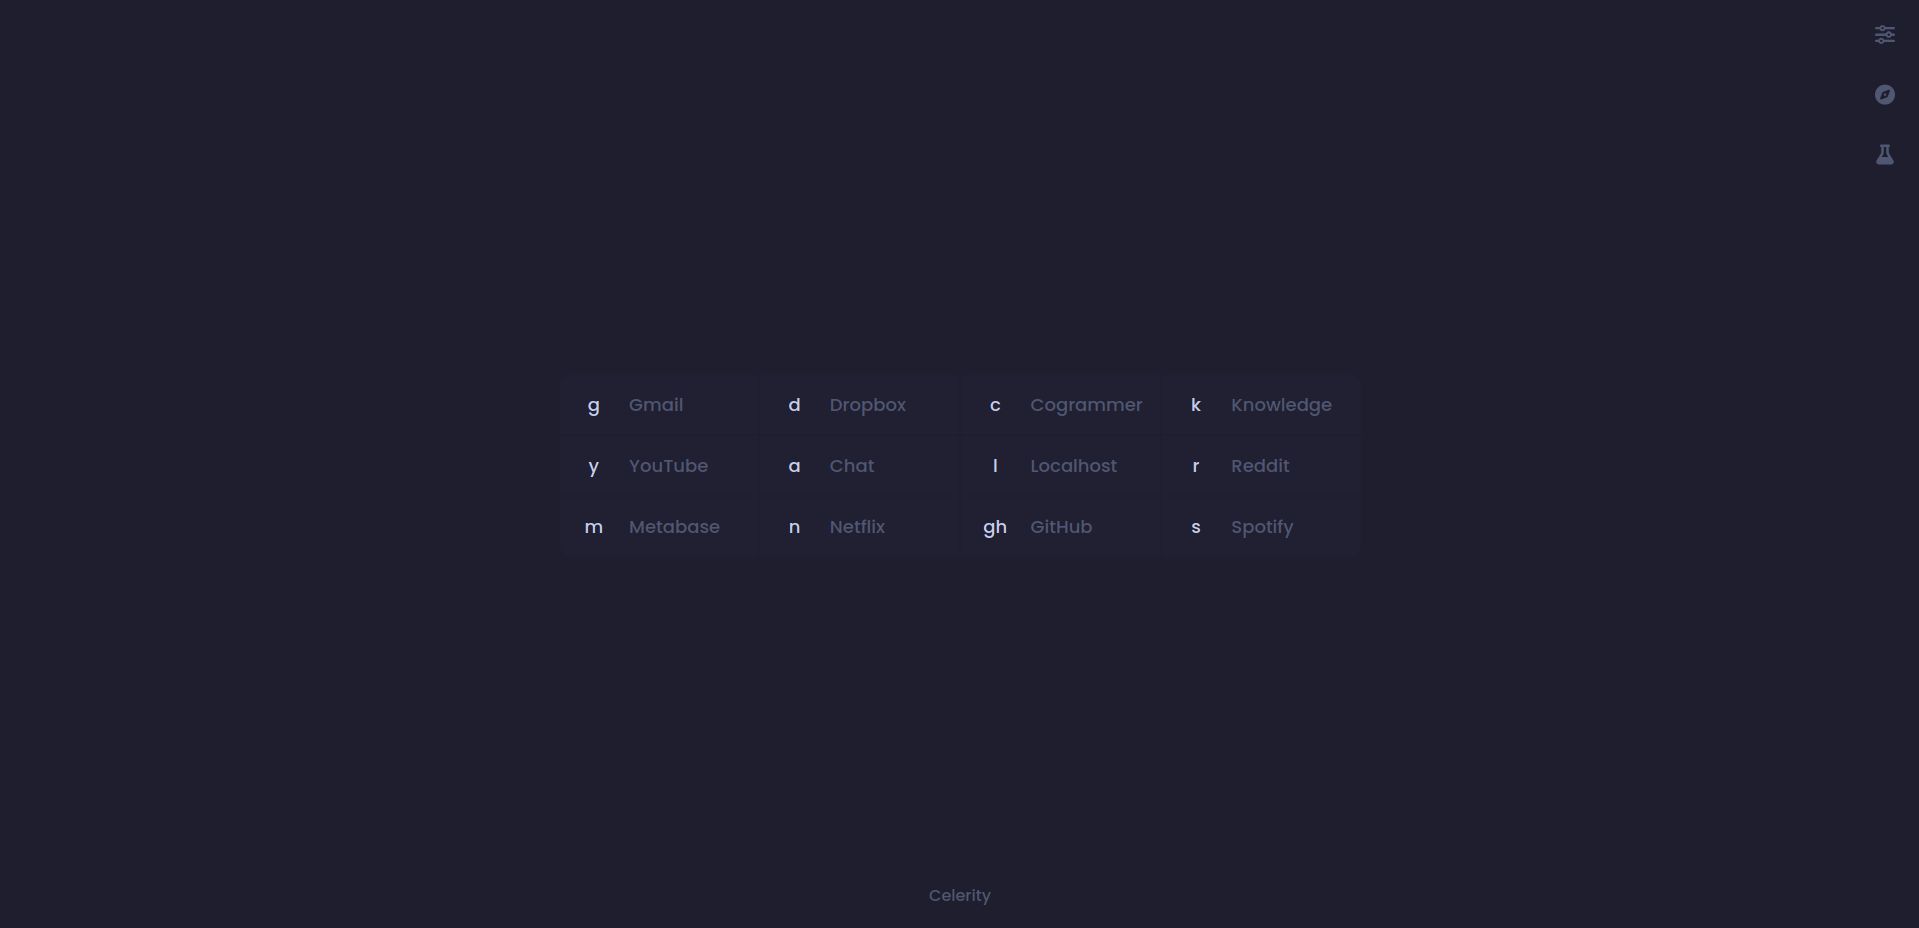 g Gmail d Dropbox c Cogrammer k Knowledge
y YouTube a Chat l Localhost r Reddit
m Metabase n Netflix gh GitHub s Spotify
Celerity